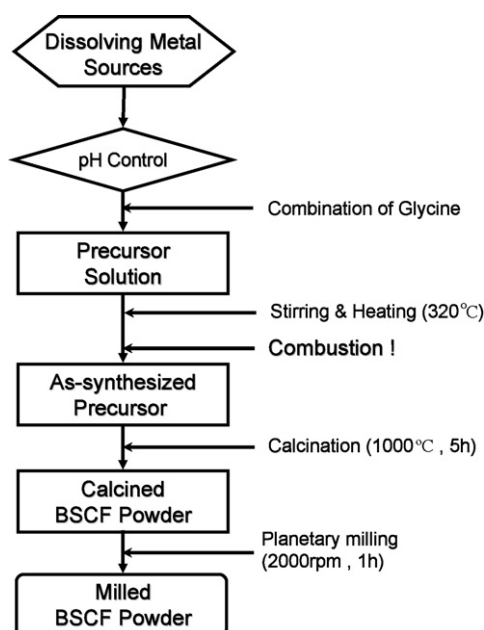 Dissolving Metal
Sources
pH Control
Combination of Glycine
Precursor
Solution
Stirring & Heating (320℃)
Combustion !
As-synthesized
Precursor
Calcination (1000℃ , 5h)
Calcined
BSCF Powder
Planetary milling
(2000rpm , 1h)
Milled
BSCF Powder